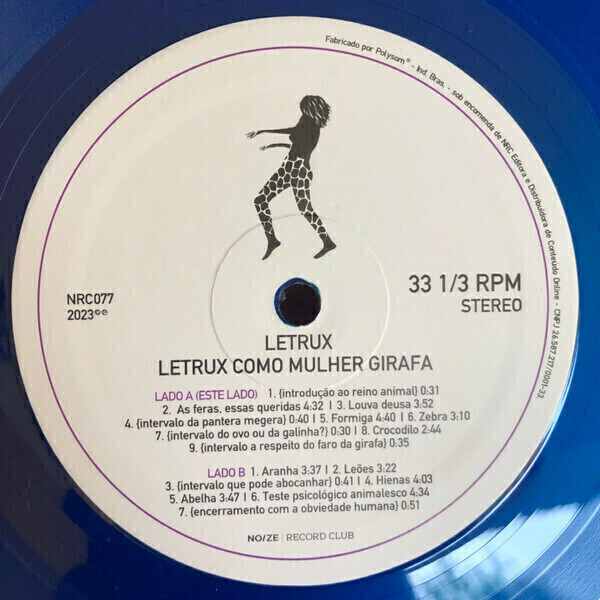 Fabricado por Polysom® - Ind. Bras. - sob encomenda de NRC Editora e Distribuidora de Conteúdo Online - CNPJ 26.587.217/0001-33.
NRC077
2023©℗
33 1/3 RPM
STEREO
LETRUX
LETRUX COMO MULHER GIRAFA
LADO A (ESTE LADO) 1. {introdução ao reino animal} 0:31
2. As feras, essas queridas 4:32 | 3. Louva deusa 3:52
4. {intervalo da pantera megera} 0:40 | 5. Formiga 4:40 | 6. Zebra 3:10
7. {intervalo do ovo ou da galinha?} 0:30 | 8. Crocodilo 2:44
9. {intervalo a respeito do faro da girafa} 0:35
LADO B 1. Aranha 3:37 | 2. Leões 3:22
3. {intervalo que pode abocanhar} 0:41 | 4. Hienas 4:03
5. Abelha 3:47 | 6. Teste psicológico animalesco 4:34
7. {encerramento com a obviedade humana} 0:51
NO/ZE | RECORD CLUB